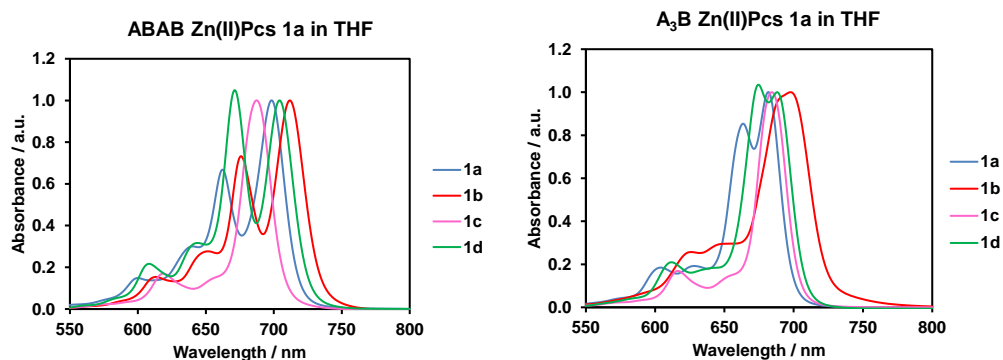 ABAB Zn(II)Pcs 1a in THF
1.2
1.0
0.8
0.6
0.4
0.2
0.0
Absorbance / a.u.
550 600 650 700 750 800
Wavelength / nm
1a
1b
1c
1d
A₃B Zn(II)Pcs 1a in THF
1.2
1.0
0.8
0.6
0.4
0.2
0.0
Absorbance / a.u.
550 600 650 700 750 800
Wavelength / nm
1a
1b
1c
1d